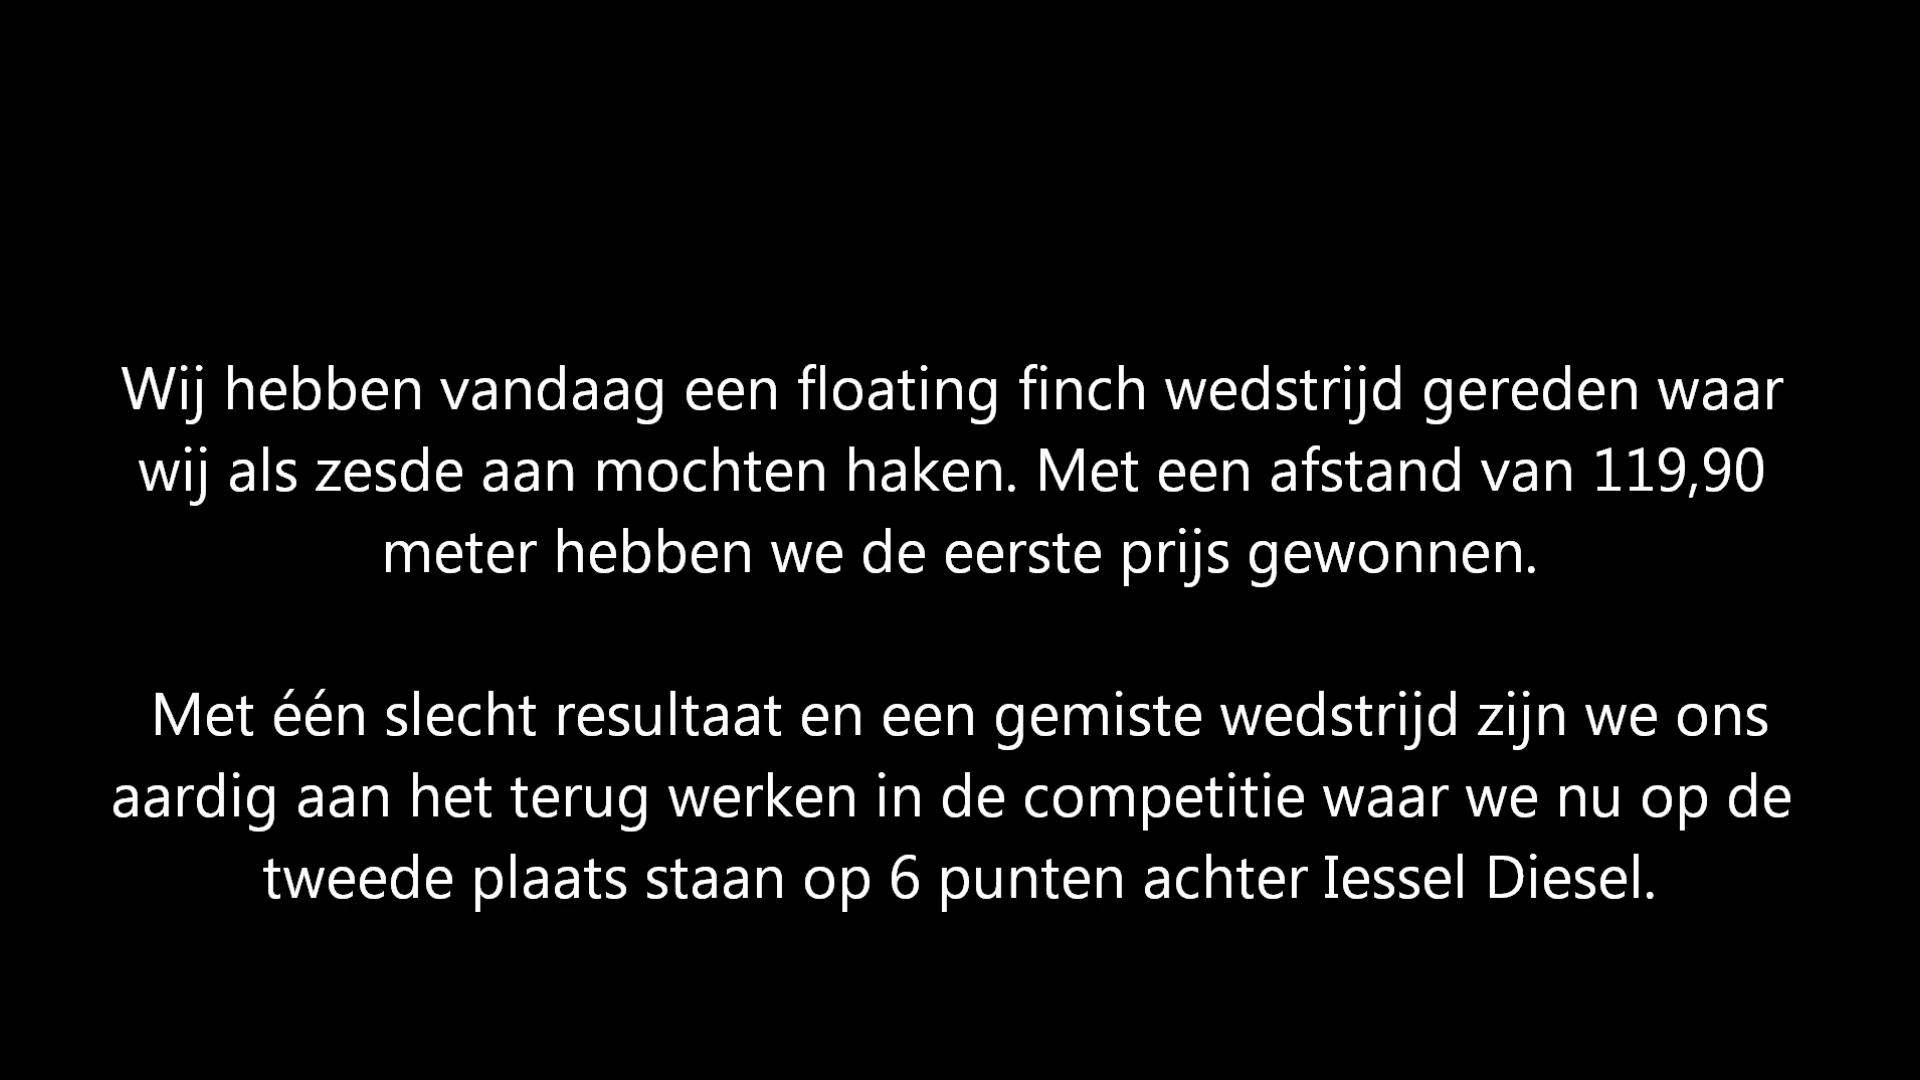 Wij hebben vandaag een floating finch wedstrijd gereden waar
wij als zesde aan mochten haken. Met een afstand van 119,90
meter hebben we de eerste prijs gewonnen.
Met één slecht resultaat en een gemiste wedstrijd zijn we ons
aardig aan het terug werken in de competitie waar we nu op de
tweede plaats staan op 6 punten achter Iessel Diesel.